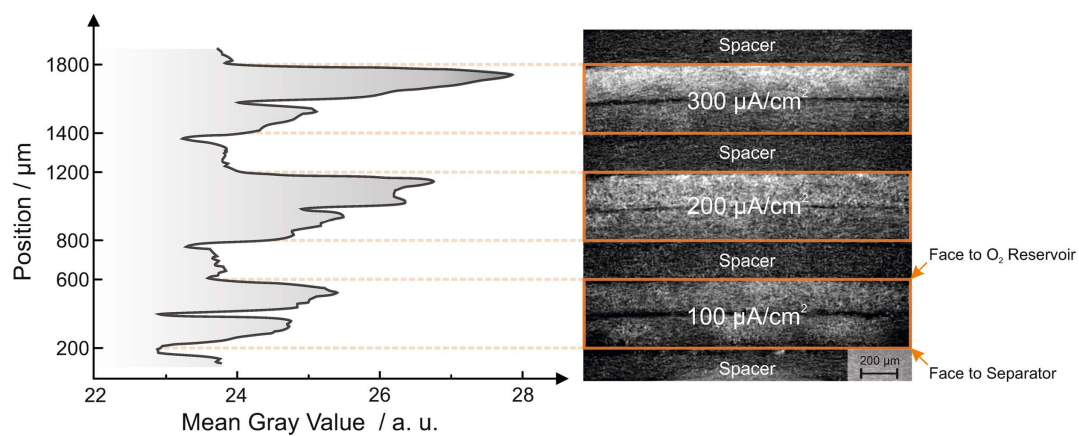 Position / µm
1800
1400
1200
800
600
200
22
24
25
26
28
Mean Gray Value / a. u.
Spacer
300 µA/cm²
Spacer
200 µA/cm²
Spacer
100 µA/cm²
Spacer
200 µm
Face to O₂ Reservoir
Face to Separator